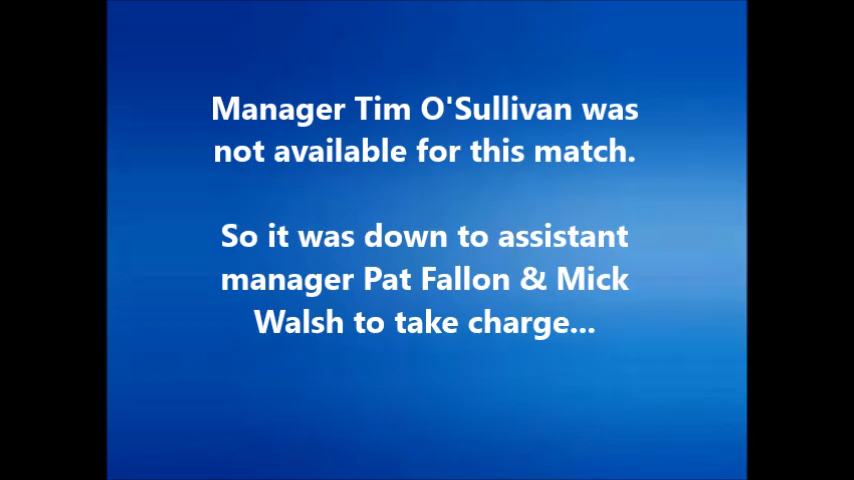 Manager Tim O'Sullivan was
not available for this match.
So it was down to assistant
manager Pat Fallon & Mick
Walsh to take charge...